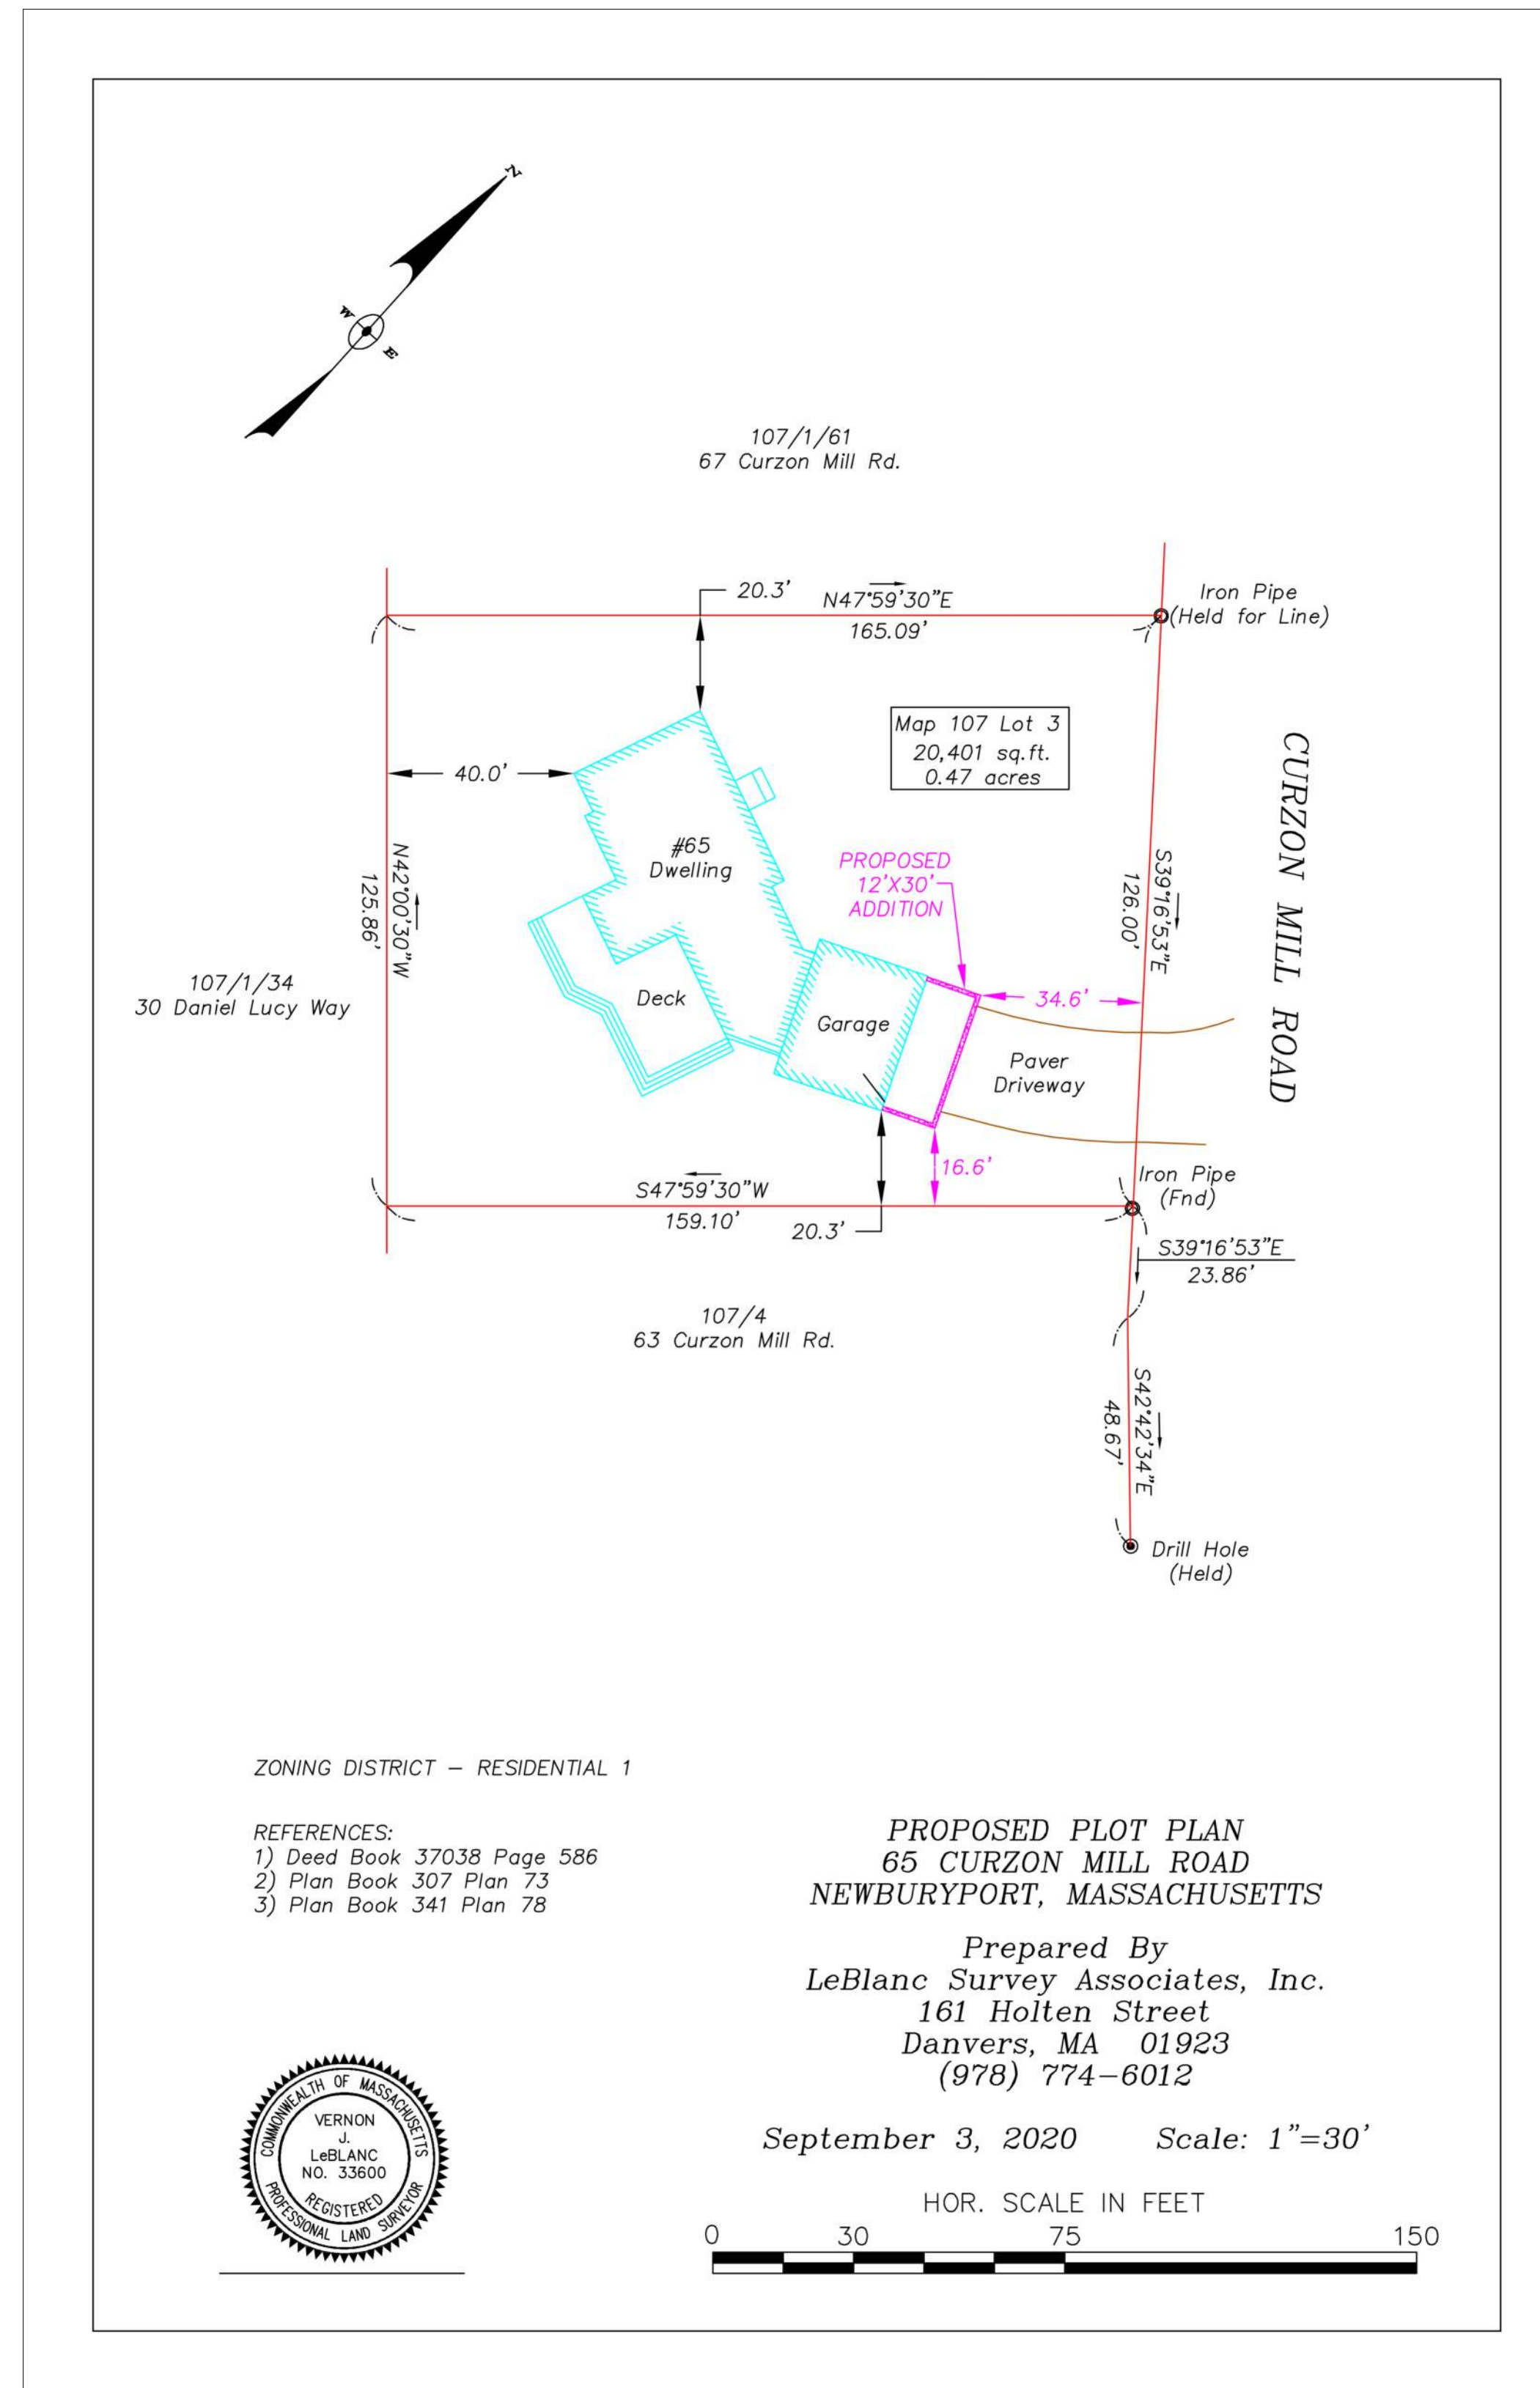 N
W
E
107/1/61
67 Curzon Mill Rd.
20.3'
N47°59'30"E
165.09'
Iron Pipe
(Held for Line)
Map 107 Lot 3
20,401 sq.ft.
0.47 acres
40.0'
#65
Dwelling
PROPOSED
12'X30'
ADDITION
N42°00'30"W
125.86'
S39°16'53"E
126.00'
CURZON MILL ROAD
107/1/34
30 Daniel Lucy Way
Deck
Garage
34.6'
Paver
Driveway
16.6'
S47°59'30"W
159.10'
20.3'
Iron Pipe
(Fnd)
S39°16'53"E
23.86'
107/4
63 Curzon Mill Rd.
S42°42'34"E
48.67'
Drill Hole
(Held)
ZONING DISTRICT – RESIDENTIAL 1
REFERENCES:
1) Deed Book 37038 Page 586
2) Plan Book 307 Plan 73
3) Plan Book 341 Plan 78
PROPOSED PLOT PLAN
65 CURZON MILL ROAD
NEWBURYPORT, MASSACHUSETTS
Prepared By
LeBlanc Survey Associates, Inc.
161 Holten Street
Danvers, MA 01923
(978) 774-6012
September 3, 2020 Scale: 1"=30'
HOR. SCALE IN FEET
0 30 75 150
COMMONWEALTH OF MASSACHUSETTS
VERNON
J.
LeBLANC
NO. 33600
REGISTERED
PROFESSIONAL LAND SURVEYOR